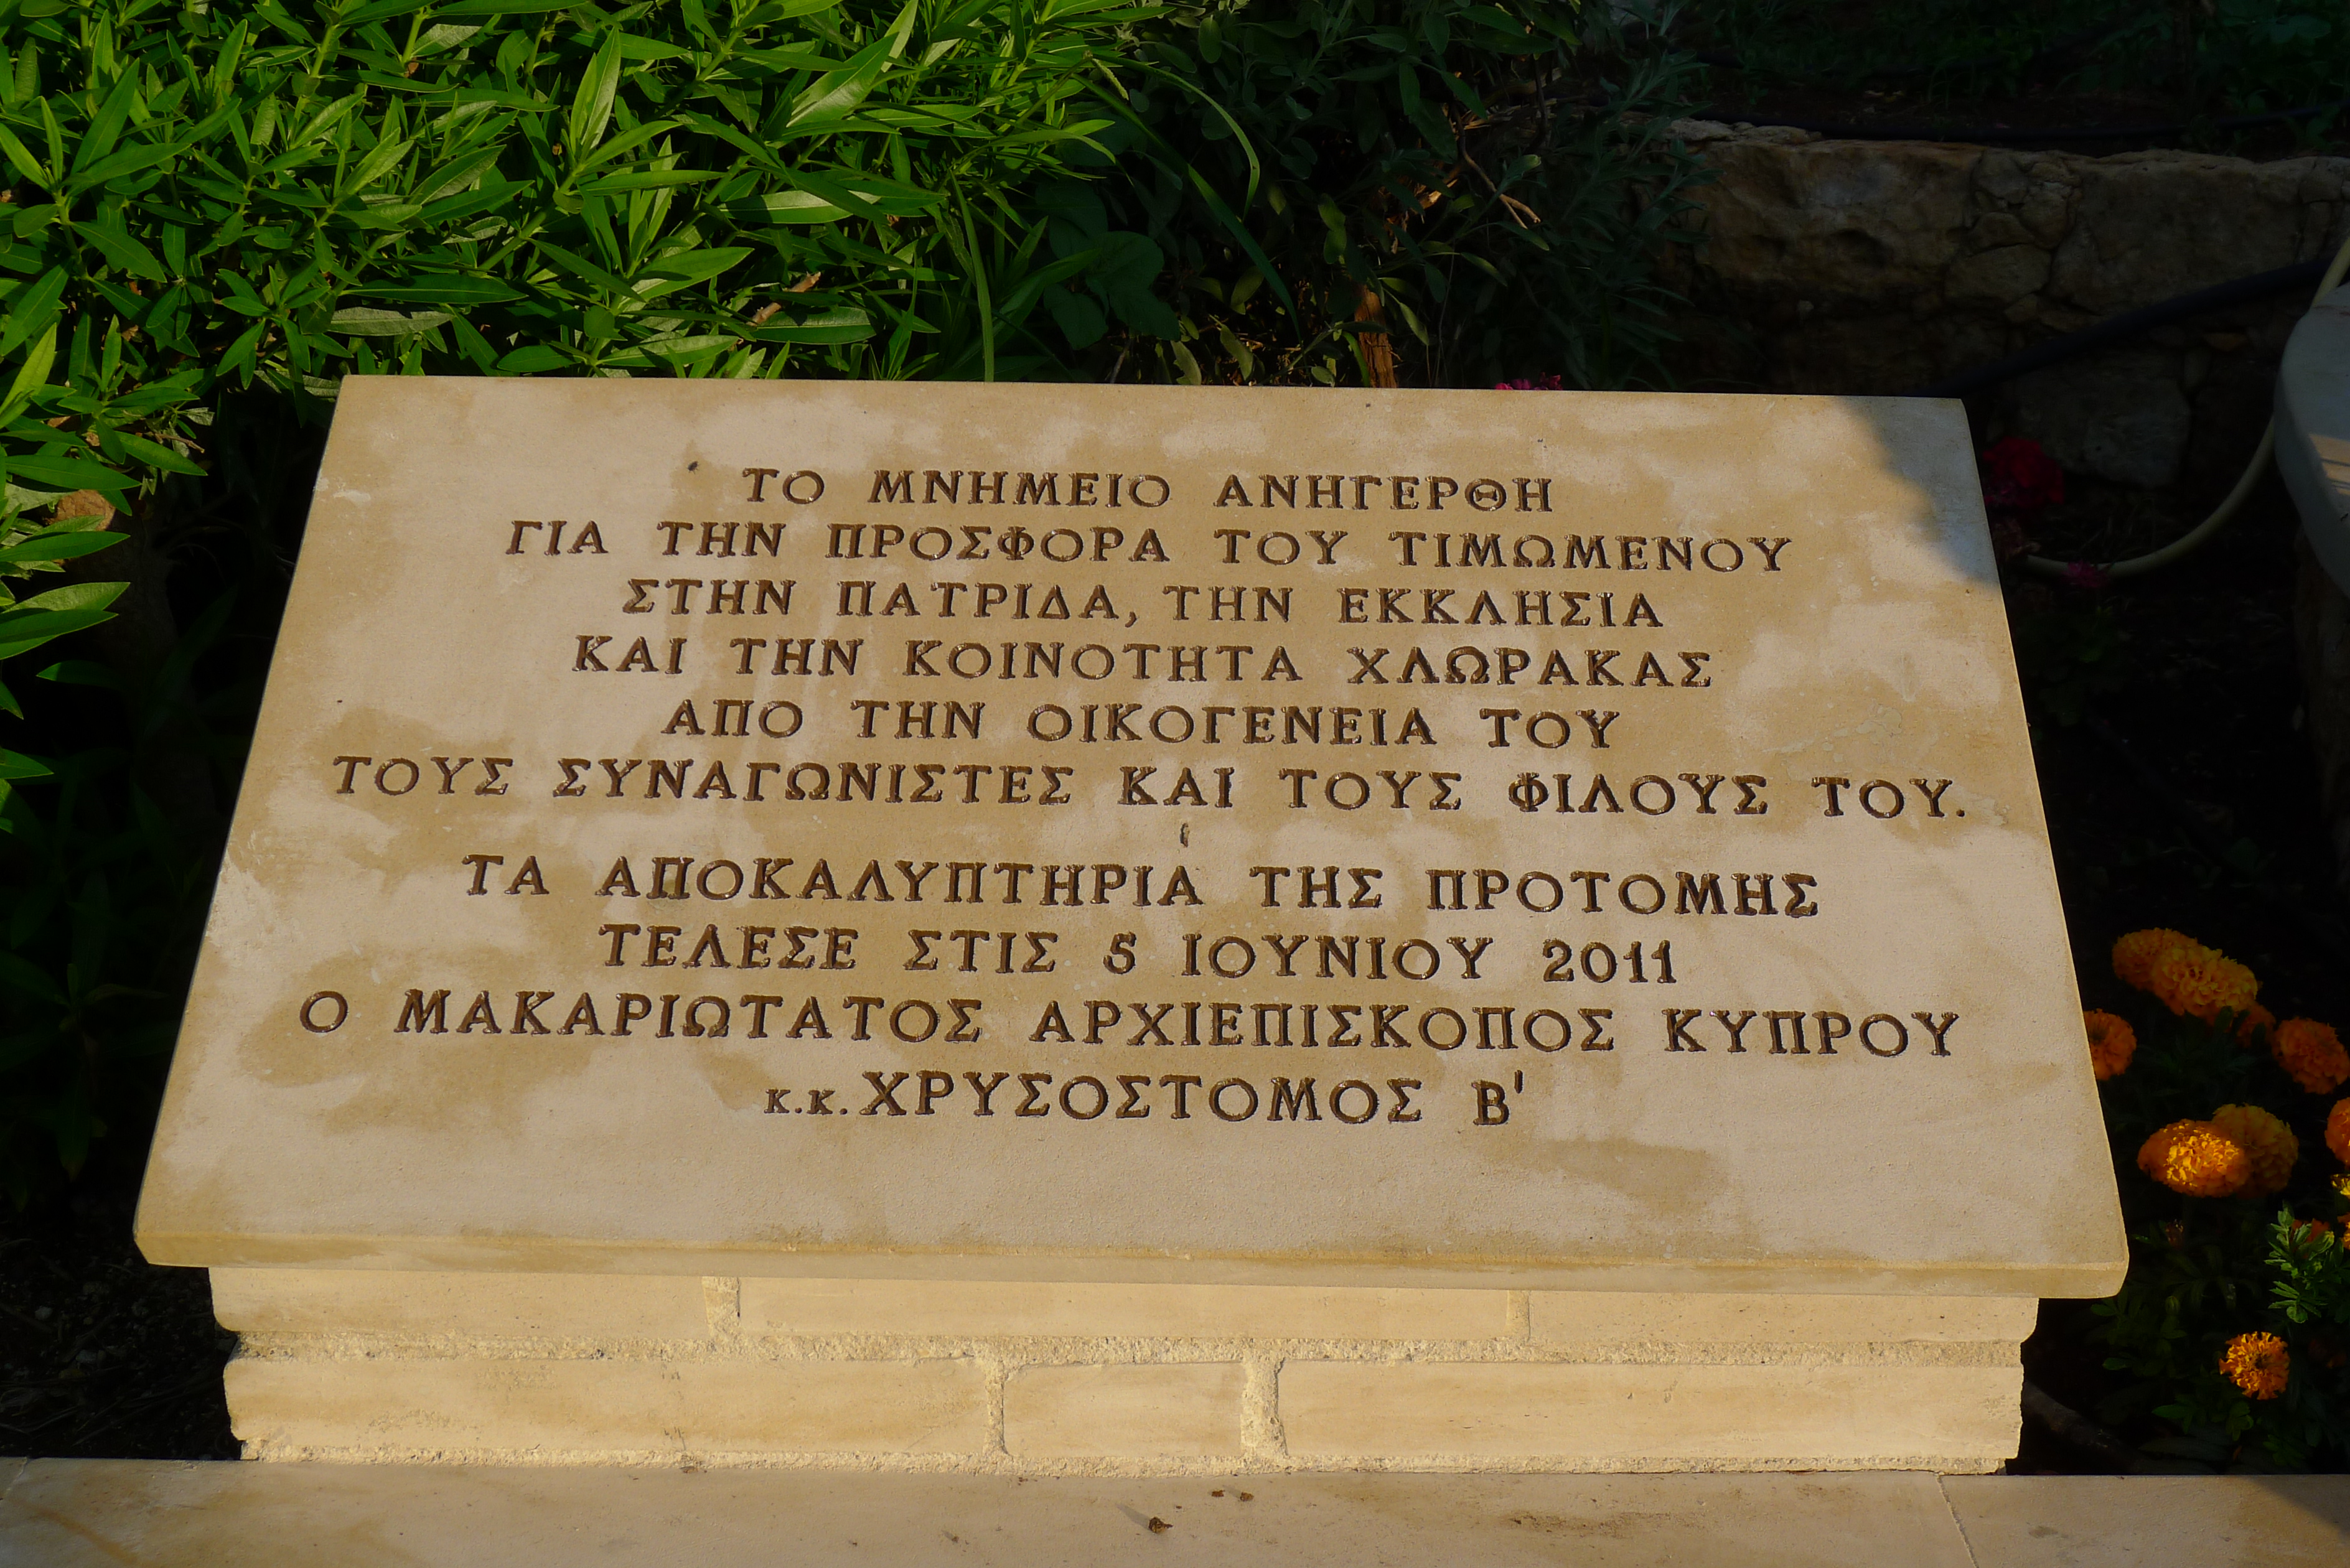 ΤΟ ΜΝΗΜΕΙΟ ΑΝΗΓΕΡΘΗ
ΓΙΑ ΤΗΝ ΠΡΟΣΦΟΡΑ ΤΟΥ ΤΙΜΩΜΕΝΟΥ
ΣΤΗΝ ΠΑΤΡΙΔΑ, ΤΗΝ ΕΚΚΛΗΣΙΑ
ΚΑΙ ΤΗΝ ΚΟΙΝΟΤΗΤΑ ΧΛΩΡΑΚΑΣ
ΑΠΟ ΤΗΝ ΟΙΚΟΓΕΝΕΙΑ ΤΟΥ
ΤΟΥΣ ΣΥΝΑΓΩΝΙΣΤΕΣ ΚΑΙ ΤΟΥΣ ΦΙΛΟΥΣ ΤΟΥ.
ΤΑ ΑΠΟΚΑΛΥΠΤΗΡΙΑ ΤΗΣ ΠΡΟΤΟΜΗΣ
ΤΕΛΕΣΕ ΣΤΙΣ 5 ΙΟΥΝΙΟΥ 2011
Ο ΜΑΚΑΡΙΩΤΑΤΟΣ ΑΡΧΙΕΠΙΣΚΟΠΟΣ ΚΥΠΡΟΥ
κ.κ. ΧΡΥΣΟΣΤΟΜΟΣ Β'